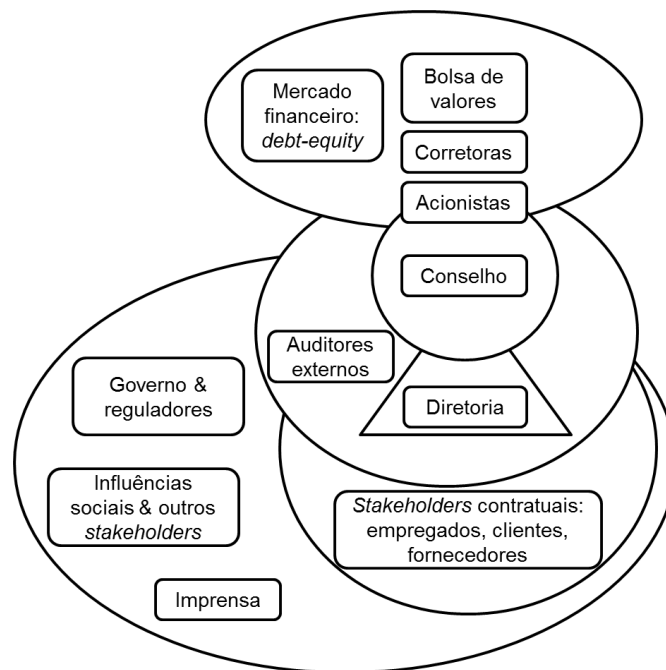 Mercado
financeiro:
debt-equity
Bolsa de
valores
Corretoras
Acionistas
Conselho
Auditores
externos
Diretoria
Governo &
reguladores
Influências
sociais & outros
stakeholders
Stakeholders contratuais:
empregados, clientes,
fornecedores
Imprensa